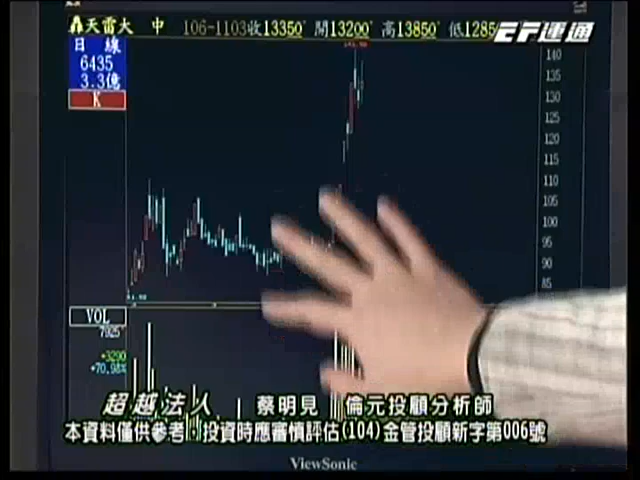 轟天雷大 中 106-1103收13350 開13200 高13850 低1285
EF運通
日 線
6435
3.3億
K
140
135
130
125
120
115
110
105
100
95
90
85
VOL
7925
+3290
+70.98%
超越法人 蔡明見 倫元投顧分析師
本資料僅供參考,投資時應審慎評估(104)金管投顧新字第006號
ViewSonic